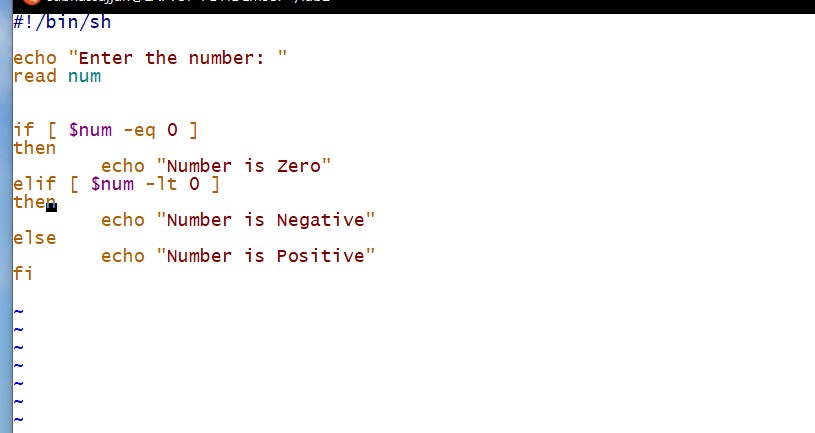 #!/bin/sh
echo "Enter the number: "
read num
if [ $num -eq 0 ]
then
echo "Number is Zero"
elif [ $num -lt 0 ]
then
echo "Number is Negative"
else
echo "Number is Positive"
fi
~
~
~
~
~
~
~